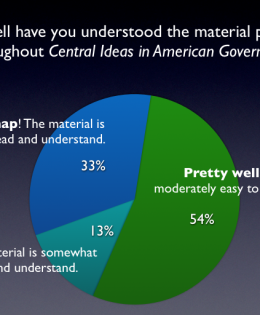 ell have you understood the material p
ughout Central Ideas in American Govern
nap! The material is
ead and understand.
33%
Pretty well
moderately easy to
54%
13%
terial is somewhat
nd understand.